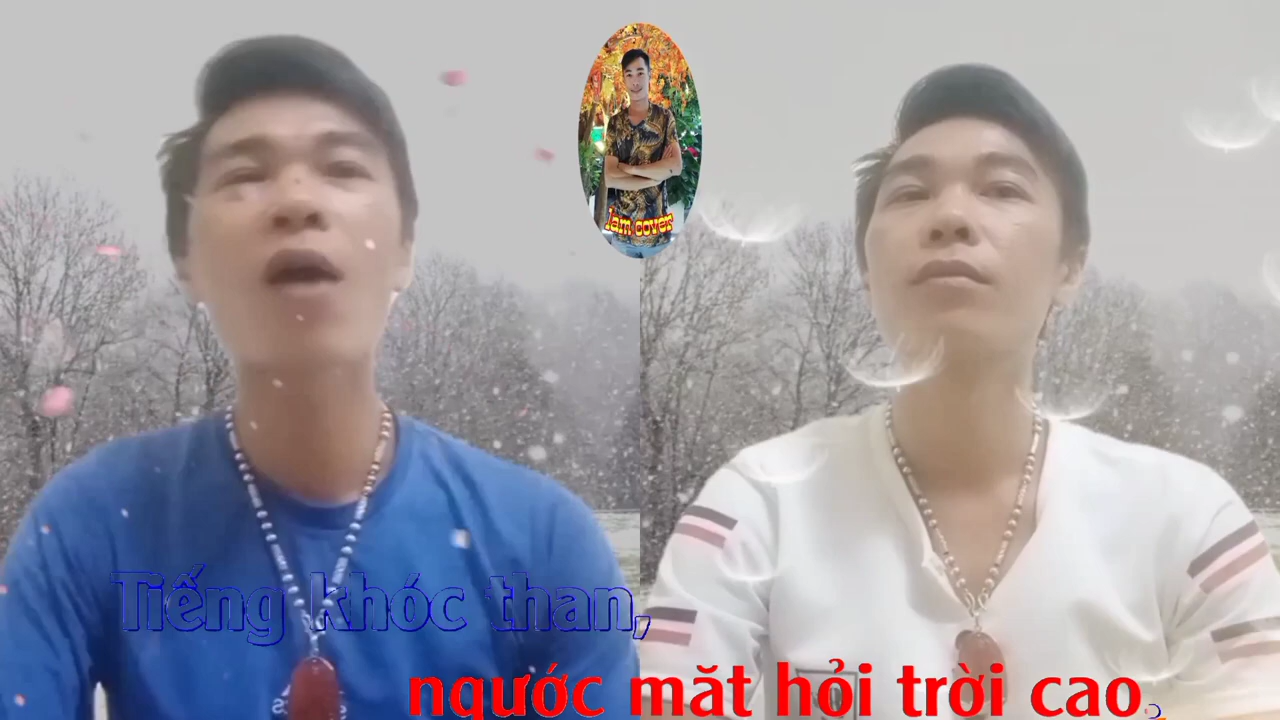 lam cover
Tiếng khóc than,
ngước mắt hỏi trời cao